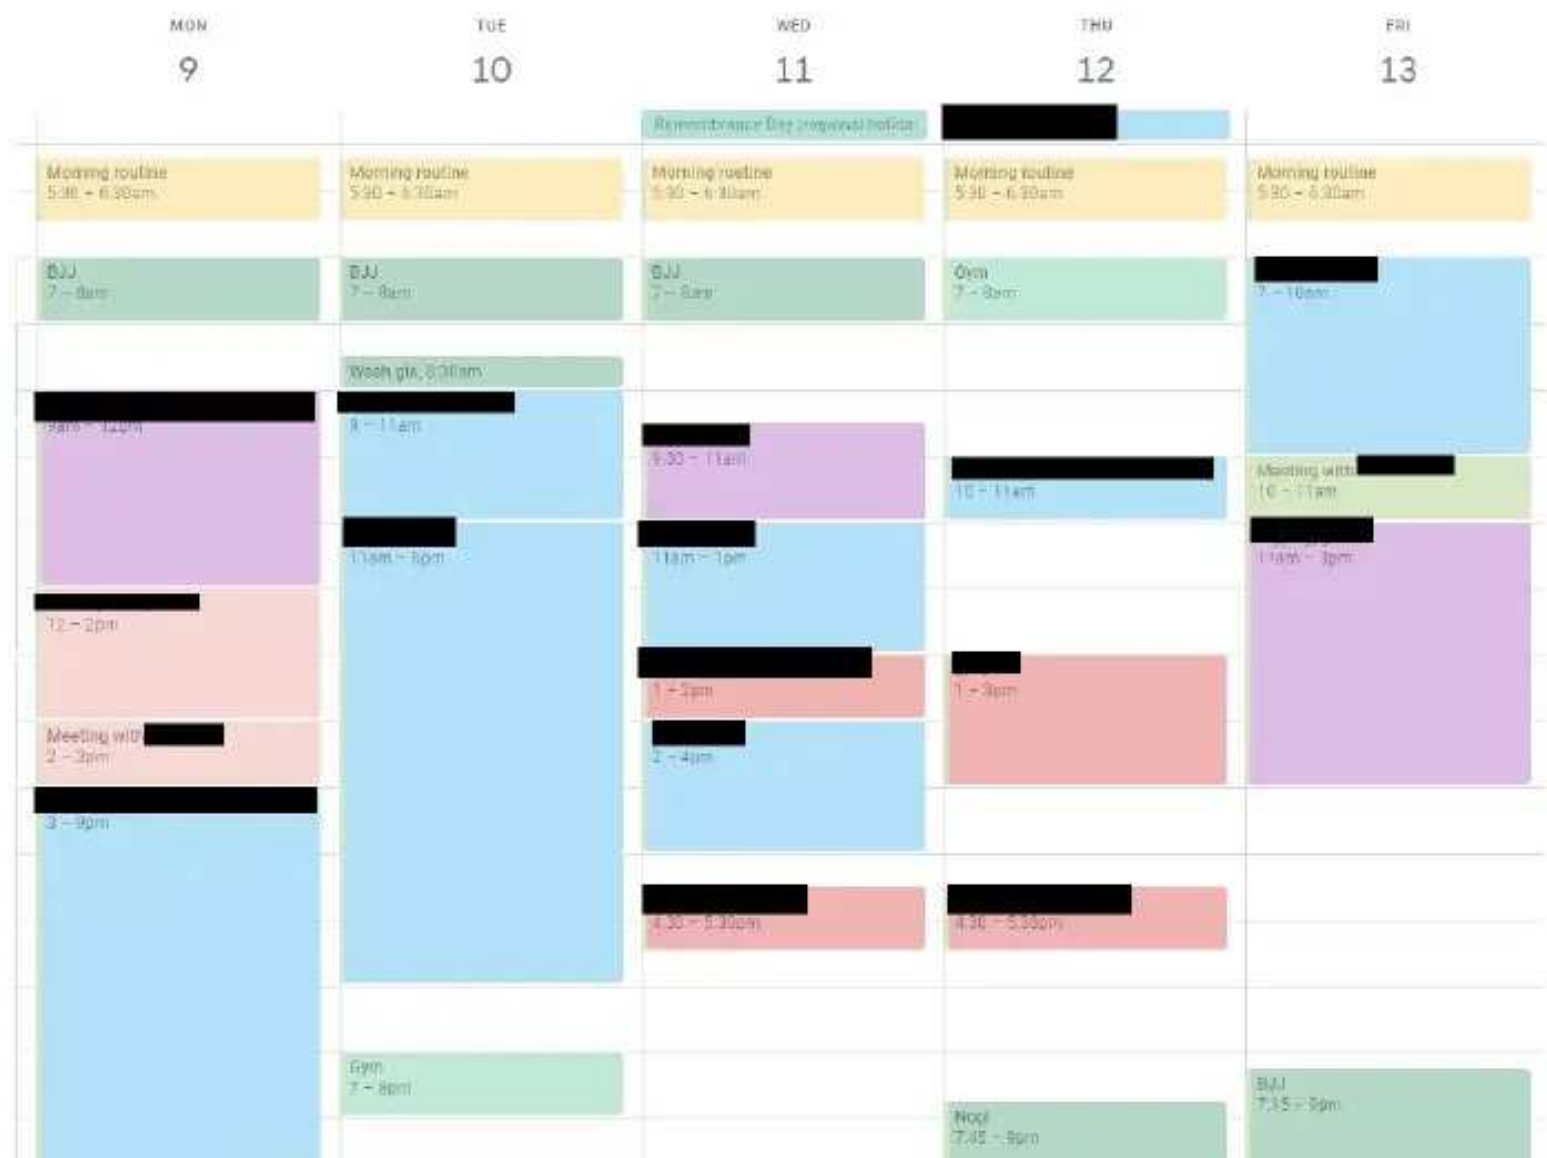 MON
9
TUE
10
WED
11
THU
12
FRI
13
Remembrance Day (regional holiday
Morning routine
5:30 – 6:30am
Morning routine
5:30 – 6:30am
Morning routine
5:30 – 6:30am
Morning routine
5:30 – 6:30am
Morning routine
5:30 – 6:30am
BJJ
7 – 8am
BJJ
7 – 8am
BJJ
7 – 8am
Gym
7 – 8am
7 – 10am
Wash gis, 8:30am
9am – 12pm
9 – 11am
9:30 – 11am
10 – 11am
Meeting with
10 – 11am
11am – 8pm
11am – 1pm
11am – 3pm
12 – 2pm
1 – 2pm
1 – 3pm
Meeting with
2 – 3pm
2 – 4pm
3 – 9pm
4:30 – 5:30pm
4:30 – 5:30pm
Gym
7 – 8pm
7:45 – 9pm
BJJ
7:15 – 9pm